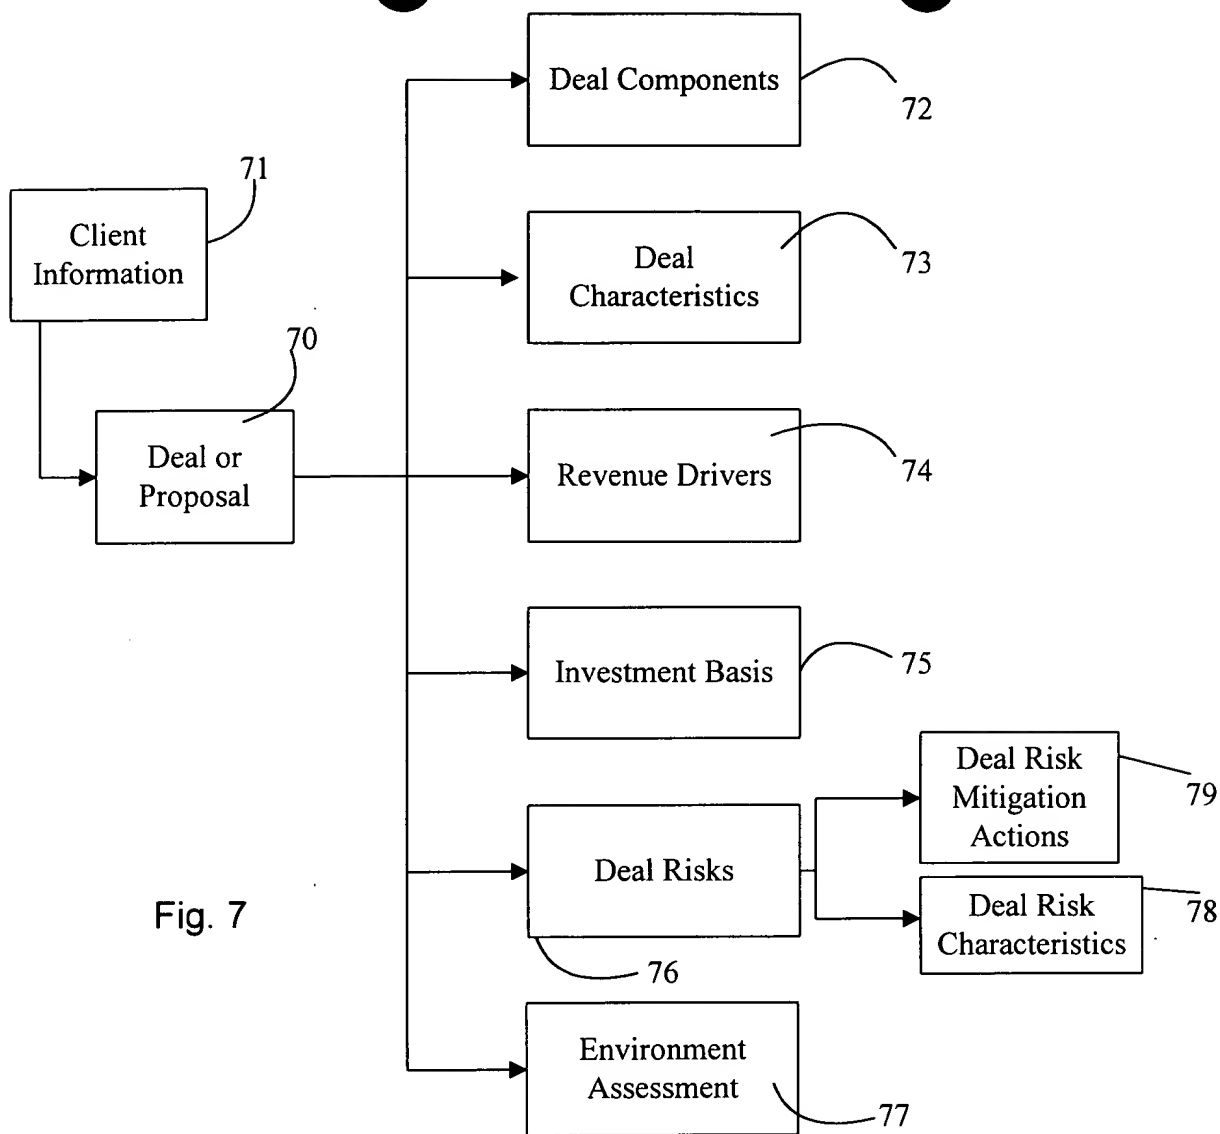 Deal Components
72
71
Client
Information
Deal
Characteristics
73
70
Deal or
Proposal
Revenue Drivers
74
Investment Basis
75
Deal Risk
Mitigation
Actions
79
Deal Risks
76
Deal Risk
Characteristics
78
Fig. 7
Environment
Assessment
77